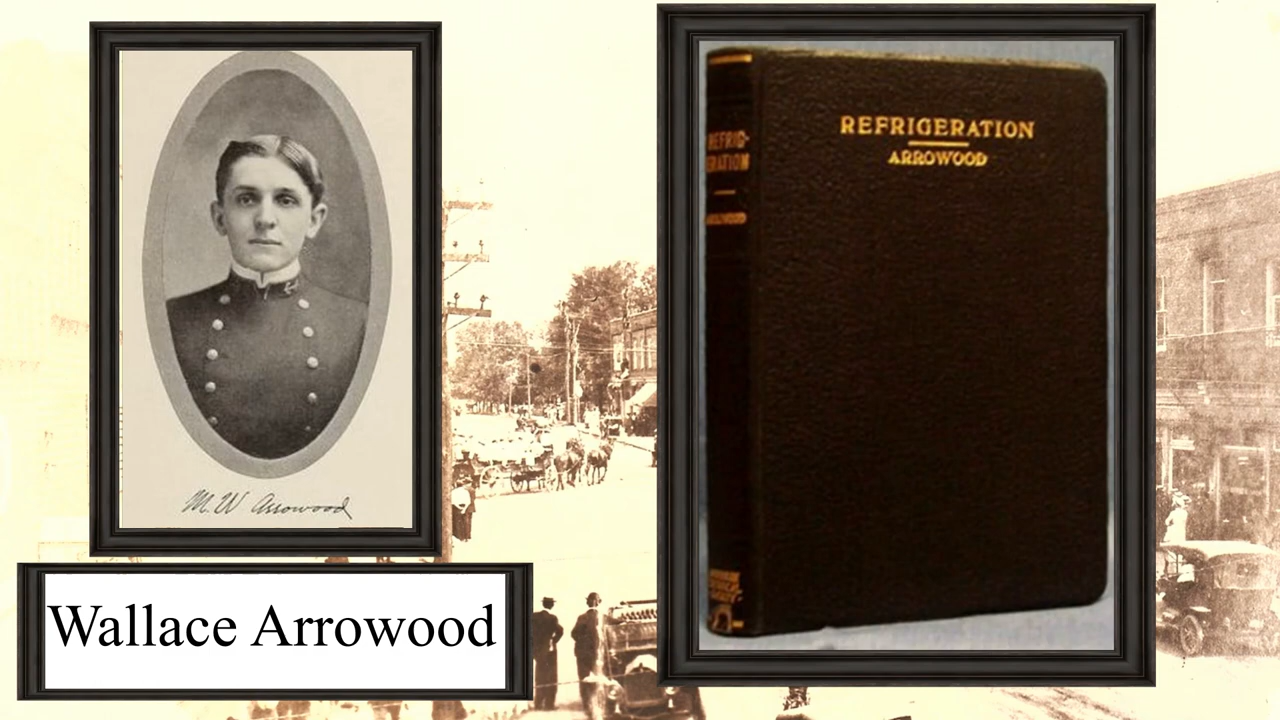 M. W Arrowood
Wallace Arrowood
REFRIG-
ERATION
ARROWOOD
REFRIGERATION
ARROWOOD